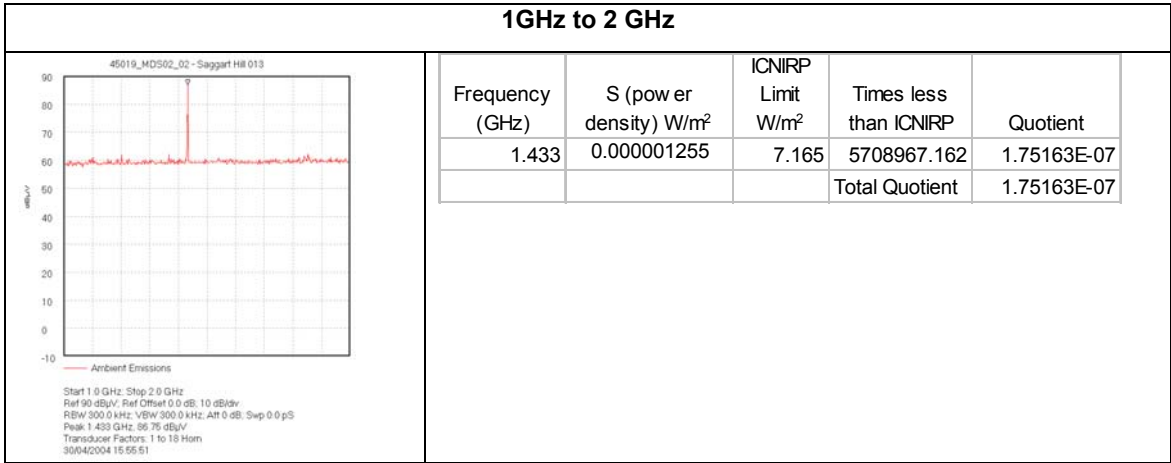 1GHz to 2 GHz
45019_MDS02_02 - Saggart Hill 013
90
80
70
60
50
40
30
20
10
0
-10
dBµV
Ambient Emissions
Start 1.0 GHz; Stop 2.0 GHz
Ref 90 dBµV; Ref Offset 0.0 dB; 10 dB/div
RBW 300.0 kHz; VBW 300.0 kHz; Att 0 dB; Swp 0.0 pS
Peak 1.433 GHz, 86.75 dBµV
Transducer Factors: 1 to 18 Horn
30/04/2004 15:55:51
Frequency (GHz) S (pow er density) W/m² ICNIRP Limit W/m² Times less than ICNIRP Quotient
1.433 0.000001255 7.165 5708967.162 1.75163E-07
Total Quotient 1.75163E-07